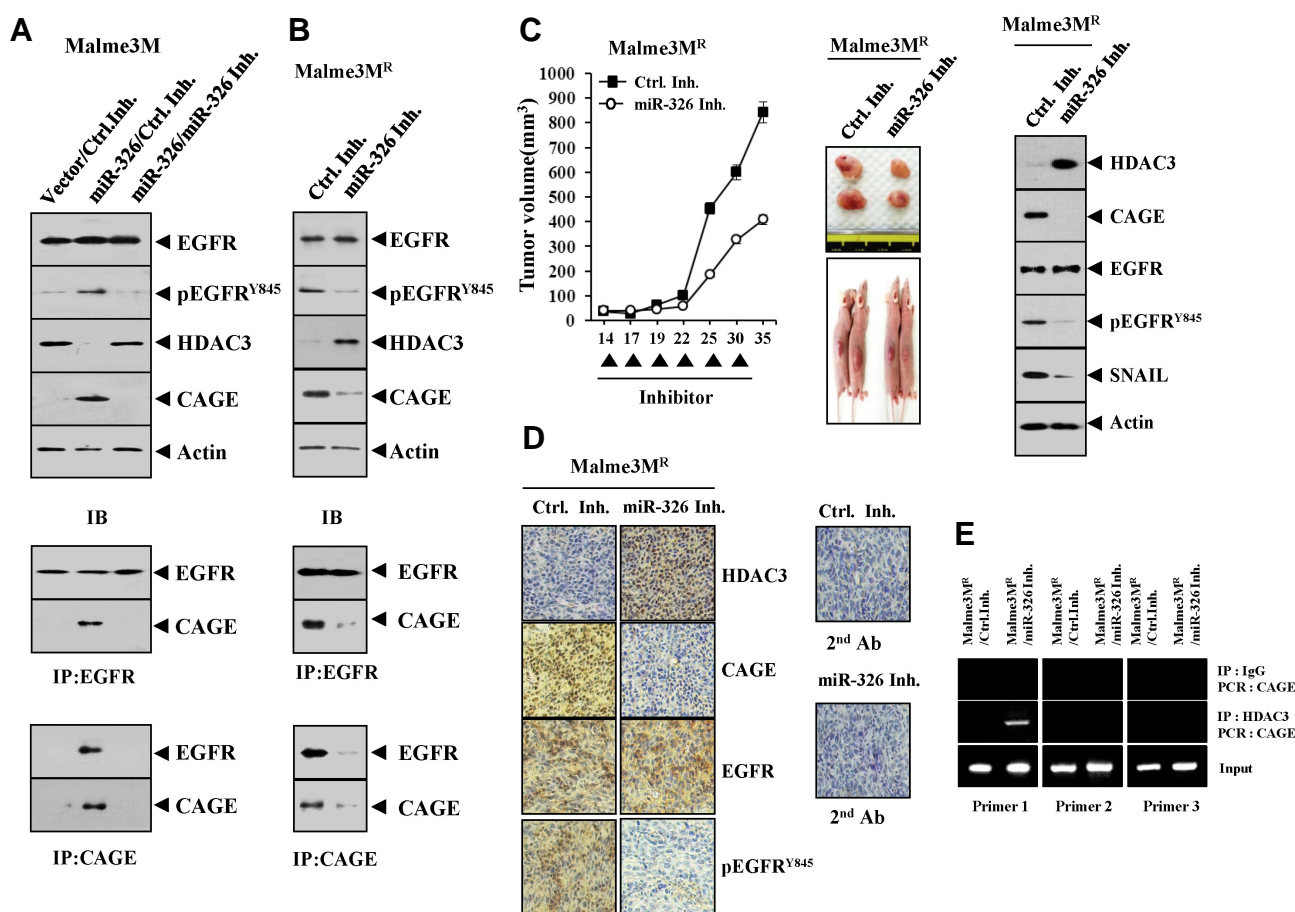 A
Malme3M
Vector/Ctrl.Inh.
miR-326/Ctrl. Inh.
miR-326/miR-326 Inh.
EGFR
pEGFRY845
HDAC3
CAGE
Actin
IB
EGFR
CAGE
IP:EGFR
EGFR
CAGE
IP:CAGE
B
Malme3MR
Ctrl. Inh.
miR-326 Inh.
EGFR
pEGFRY845
HDAC3
CAGE
Actin
IB
EGFR
CAGE
IP:EGFR
EGFR
CAGE
IP:CAGE
C
Malme3MR
Tumor volume(mm3)
1000
900
800
700
600
500
400
300
200
100
0
Ctrl. Inh.
miR-326 Inh.
14 17 19 22 25 30 35
Inhibitor
Malme3MR
Ctrl. Inh.
miR-326 Inh.
Malme3MR
Ctrl. Inh.
miR-326 Inh.
HDAC3
CAGE
EGFR
pEGFRY845
SNAIL
Actin
D
Malme3MR
Ctrl. Inh. miR-326 Inh.
HDAC3
CAGE
EGFR
pEGFRY845
Ctrl. Inh.
2nd Ab
miR-326 Inh.
2nd Ab
E
Malme3MR
/Ctrl.Inh.
Malme3MR
/miR-326 Inh.
Malme3MR
/Ctrl.Inh.
Malme3MR
/miR-326 Inh.
Malme3MR
/Ctrl.Inh.
Malme3MR
/miR-326 Inh.
IP : IgG
PCR : CAGE
IP : HDAC3
PCR : CAGE
Input
Primer 1 Primer 2 Primer 3